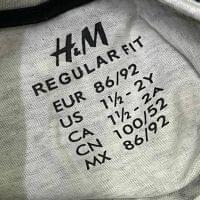 H&M
REGULAR FIT
EUR 86/92
US 1½ - 2Y
CA 1½ - 2A
CN 100/52
MX 86/92